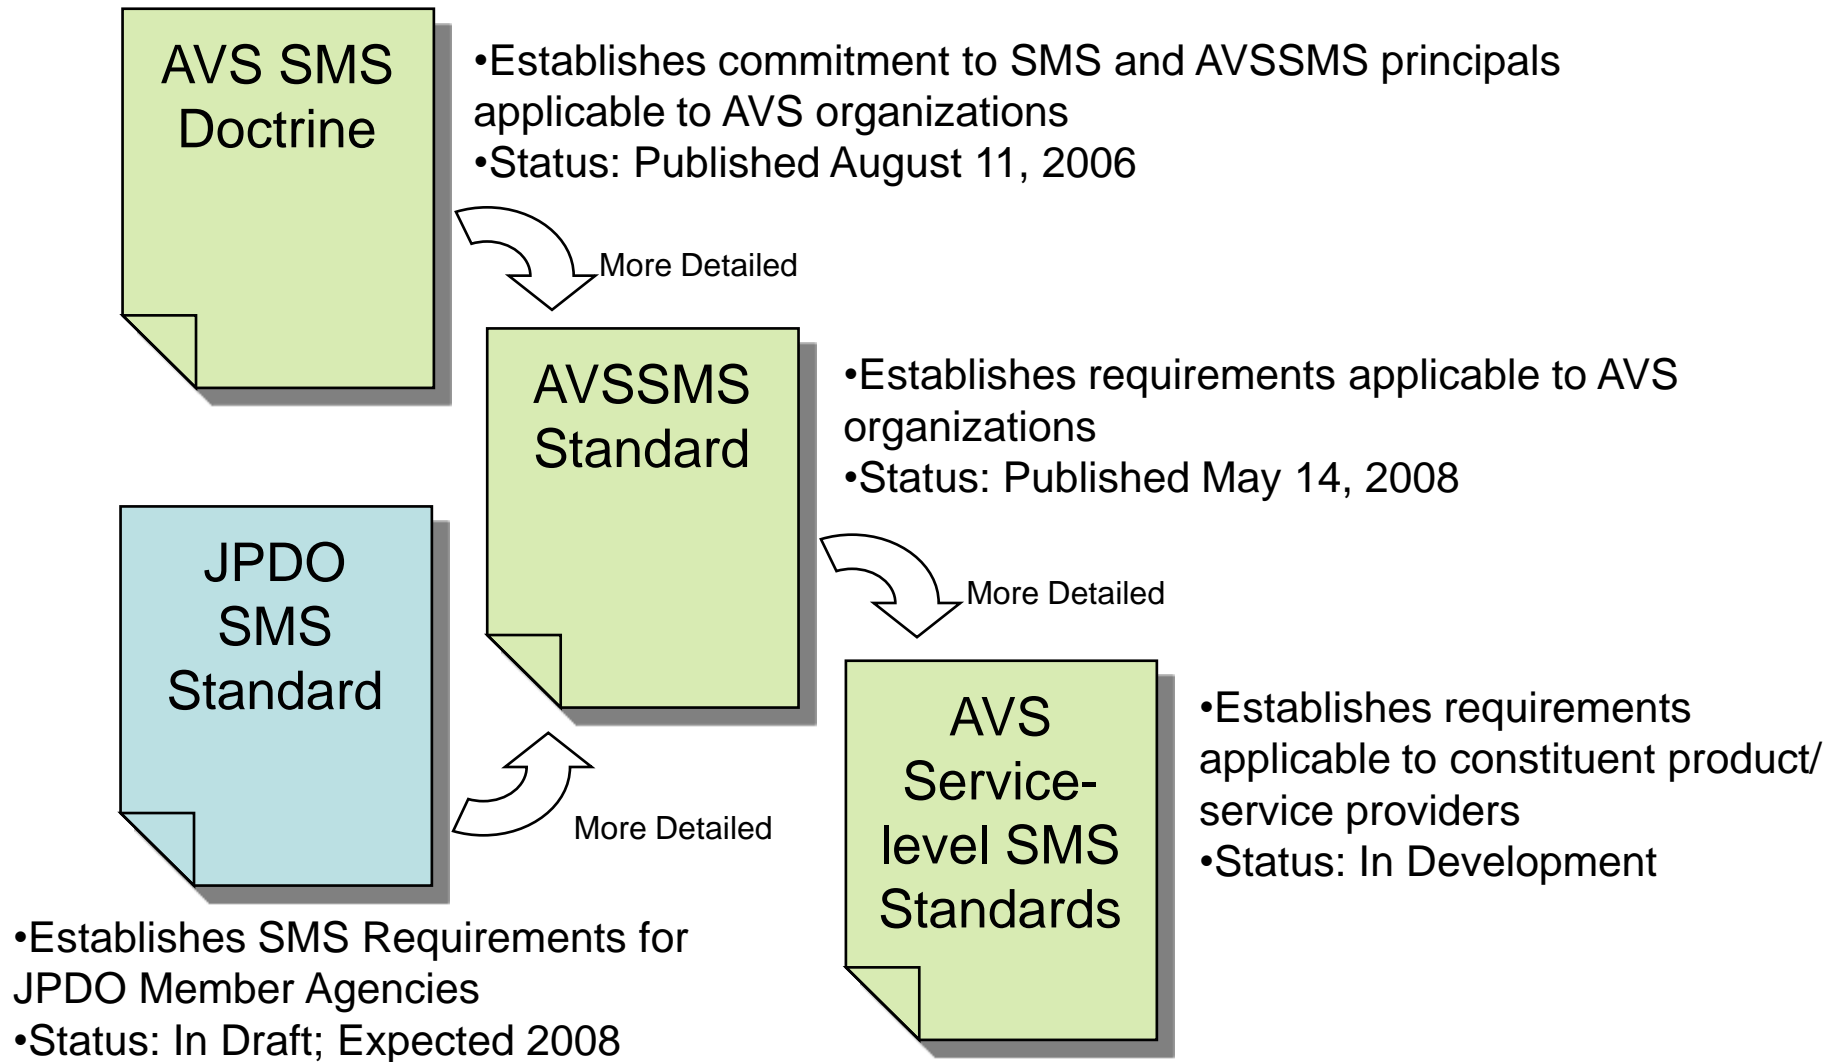 AVS SMS
Doctrine
•Establishes commitment to SMS and AVSSMS principals
applicable to AVS organizations
•Status: Published August 11, 2006
More Detailed
AVSSMS
Standard
•Establishes requirements applicable to AVS
organizations
•Status: Published May 14, 2008
JPDO
SMS
Standard
More Detailed
More Detailed
•Establishes SMS Requirements for
JPDO Member Agencies
•Status: In Draft; Expected 2008
AVS
Service-
level SMS
Standards
•Establishes requirements
applicable to constituent product/
service providers
•Status: In Development